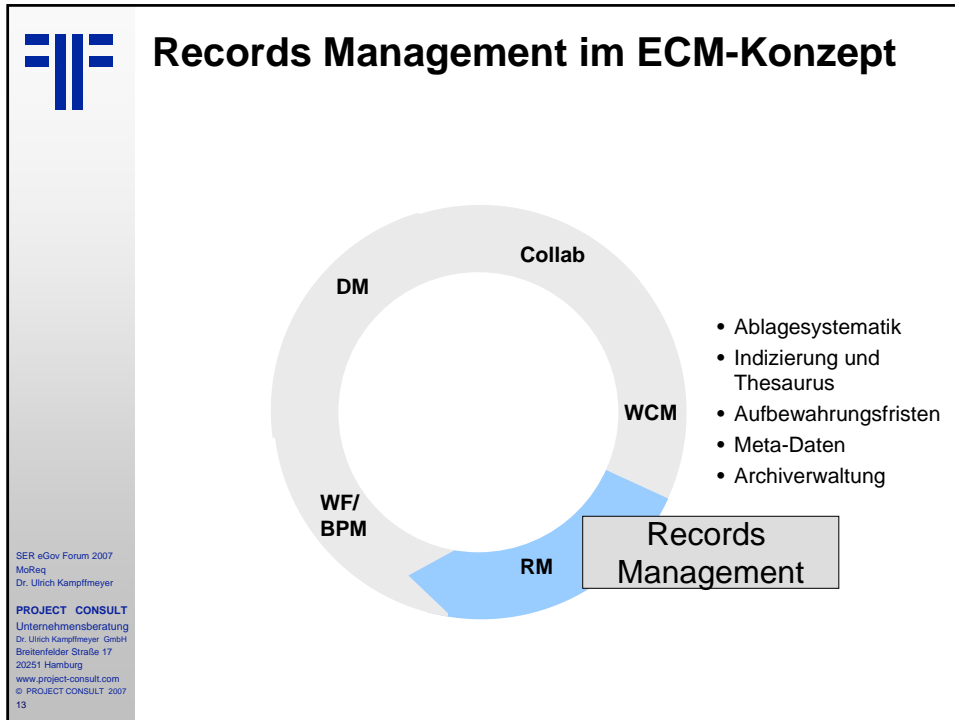 Records Management im ECM-Konzept
Collab
DM
WCM
WF/
BPM
RM
Records
Management
• Ablagesystematik
• Indizierung und
Thesaurus
• Aufbewahrungsfristen
• Meta-Daten
• Archiverwaltung
SER eGov Forum 2007
MoReq
Dr. Ulrich Kampffmeyer
PROJECT CONSULT
Unternehmensberatung
Dr. Ulrich Kampffmeyer GmbH
Breitenfelder Straße 17
20251 Hamburg
www.project-consult.com
© PROJECT CONSULT 2007
13